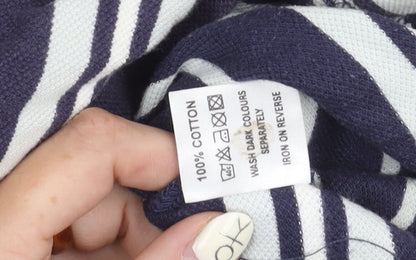 100% COTTON
WASH DARK COLOURS
SEPARATELY
IRON ON REVERSE